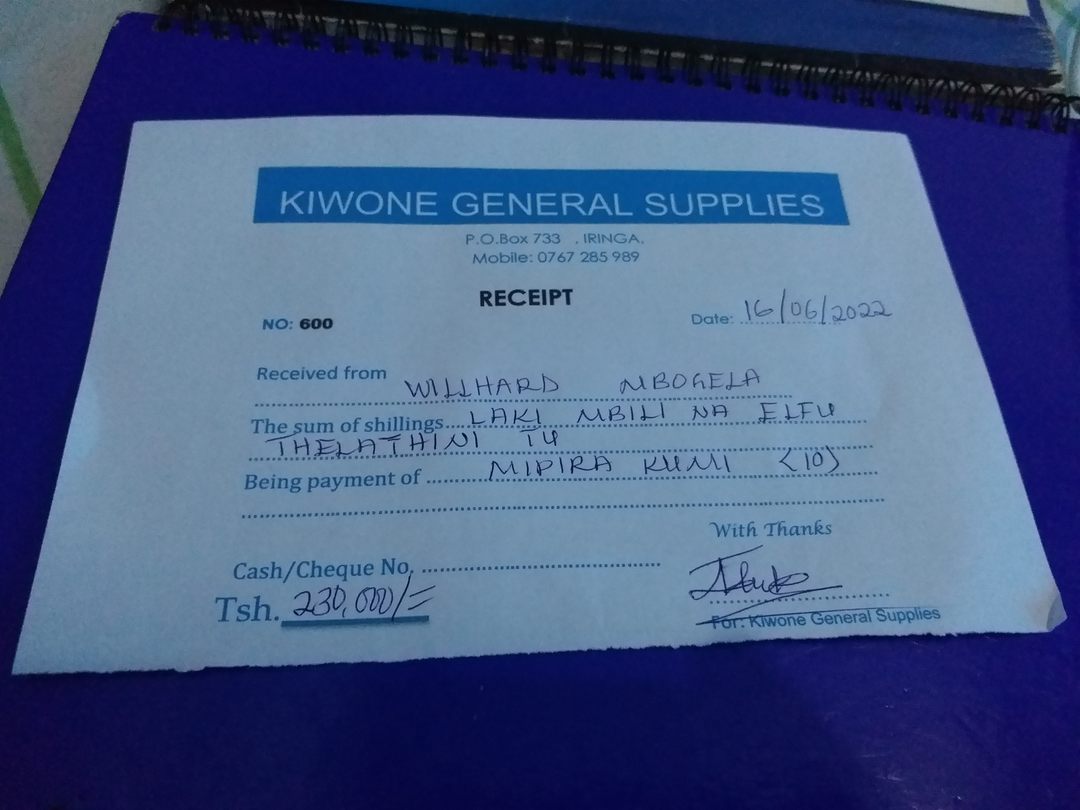 KIWONE GENERAL SUPPLIES
P.O.Box 733 , IRINGA.
Mobile: 0767 285 989
RECEIPT
NO: 600
Date: 16/06/2022
Received from WILLHARD MBOGELA
The sum of shillings.... LAKI MBILI NA ELFU
THELATHINI TU
Being payment of MIPIRA KUMI <10>
With Thanks
Cash/Cheque No.
Tsh. 230,000/=
For: Kiwone General Supplies